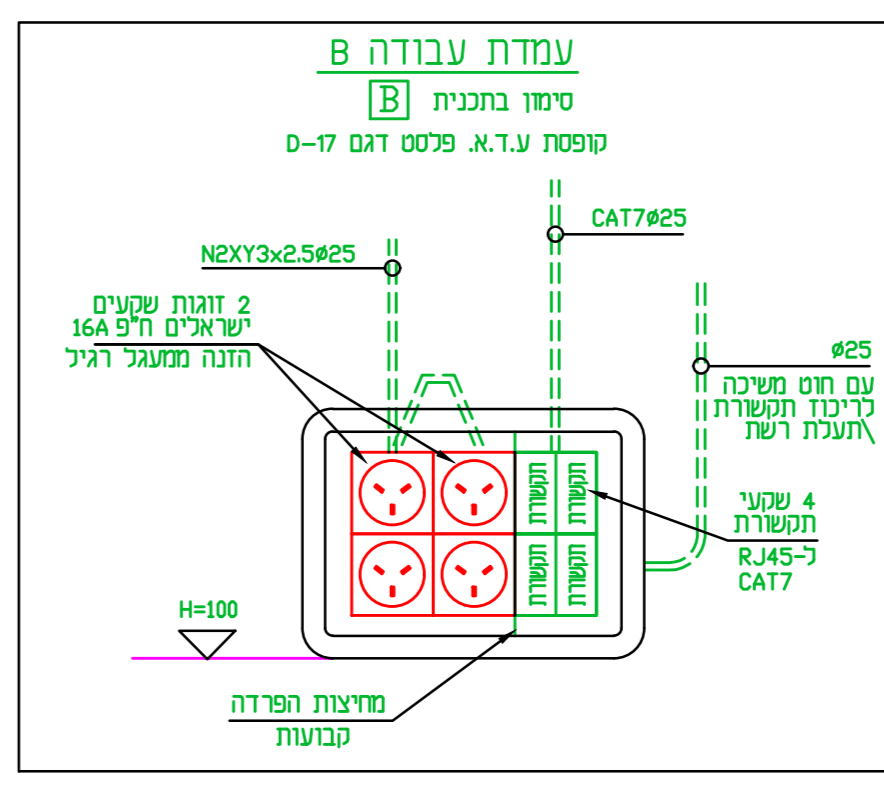 עמדת עבודה B
סימון בתכנית B
קופסת ע.ד.א. פלסט דגם D-17
CAT7ø25
N2XY3x2.5ø25
2 זוגות שקעים
ישראלים ח"פ 16A
הזנה ממעגל רגיל
ø25
עם חוט משיכה
לריכוז תקשורת
\תעלת רשת
תקשורת
תקשורת
תקשורת
תקשורת
4 שקעי
תקשורת
ל-RJ45
CAT7
H=100
מחיצות הפרדה
קבועות